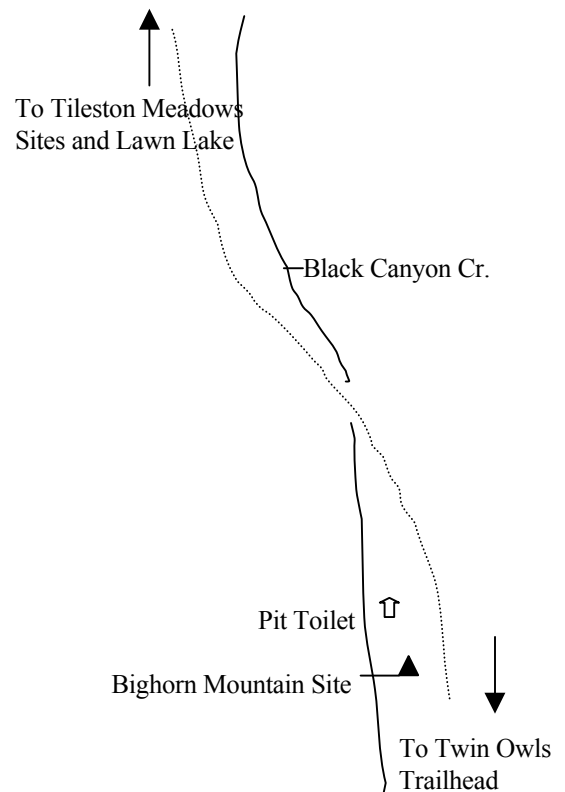 To Tileston Meadows
Sites and Lawn Lake
Black Canyon Cr.
Pit Toilet
Bighorn Mountain Site
To Twin Owls
Trailhead